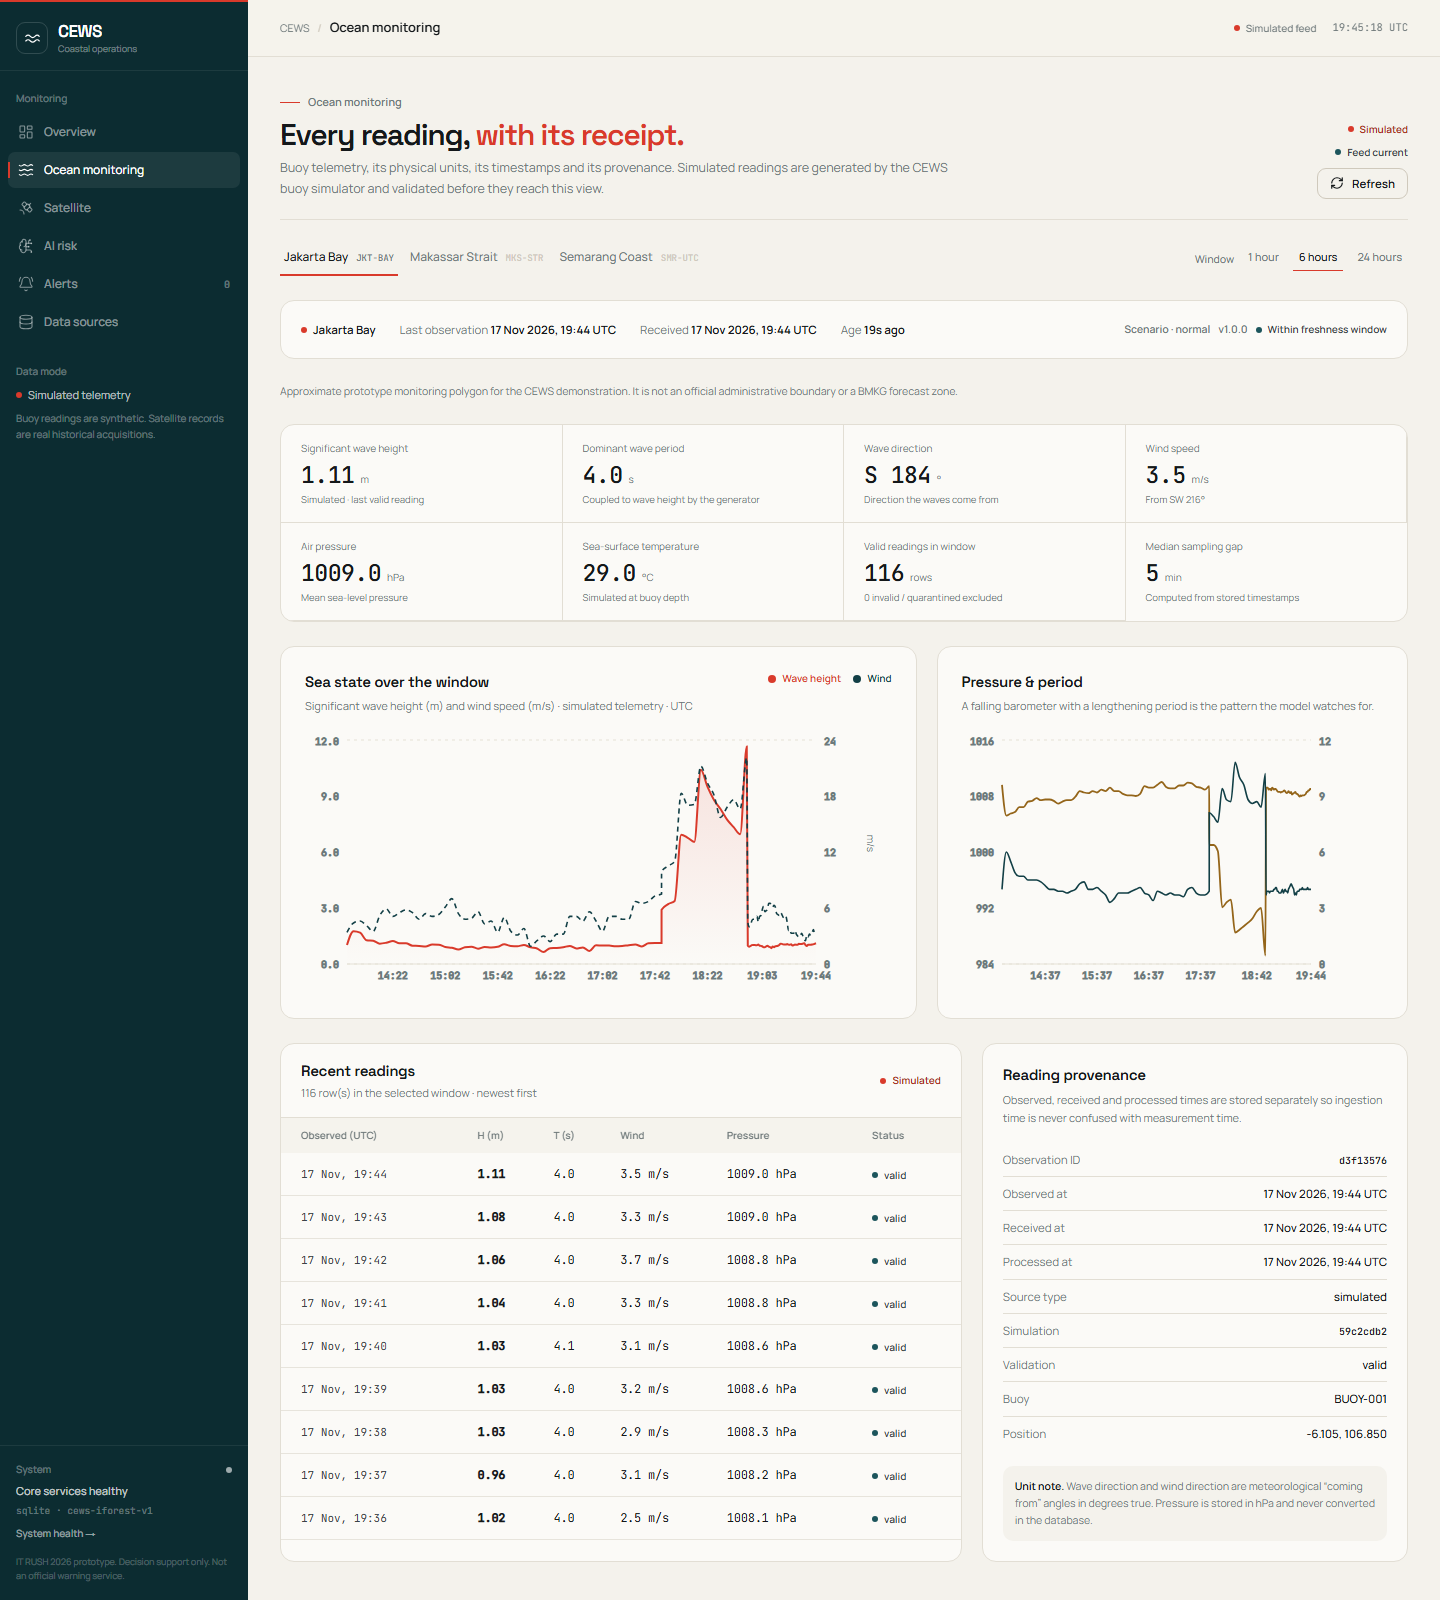 CEWS
Coastal operations
Monitoring
Overview
Ocean monitoring
Satellite
AI risk
Alerts 0
Data sources
Data mode
Simulated telemetry
Buoy readings are synthetic. Satellite records
are real historical acquisitions.
System
Core services healthy
sqlite · cews-iforest-v1
System health →
IT RUSH 2026 prototype. Decision support only. Not
an official warning service.
CEWS / Ocean monitoring
Simulated feed 19:45:18 UTC
Ocean monitoring
Every reading, with its receipt.
Buoy telemetry, its physical units, its timestamps and its provenance. Simulated readings are generated by the CEWS
buoy simulator and validated before they reach this view.
Simulated
Feed current
Refresh
Jakarta Bay JKT-BAY Makassar Strait MKS-STR Semarang Coast SMR-UTC
Window 1 hour 6 hours 24 hours
Jakarta Bay Last observation 17 Nov 2026, 19:44 UTC Received 17 Nov 2026, 19:44 UTC Age 19s ago
Scenario · normal v1.0.0 Within freshness window
Approximate prototype monitoring polygon for the CEWS demonstration. It is not an official administrative boundary or a BMKG forecast zone.
Significant wave height
1.11 m
Simulated · last valid reading
Dominant wave period
4.0 s
Coupled to wave height by the generator
Wave direction
S 184 °
Direction the waves come from
Wind speed
3.5 m/s
From SW 216°
Air pressure
1009.0 hPa
Mean sea-level pressure
Sea-surface temperature
29.0 °C
Simulated at buoy depth
Valid readings in window
116 rows
0 invalid / quarantined excluded
Median sampling gap
5 min
Computed from stored timestamps
Sea state over the window
Wave height Wind
Significant wave height (m) and wind speed (m/s) · simulated telemetry · UTC
12.0 24
9.0 18
6.0 12
m/s
3.0 6
0.0 0
14:22 15:02 15:42 16:22 17:02 17:42 18:22 19:03 19:44
Pressure & period
A falling barometer with a lengthening period is the pattern the model watches for.
1016 12
1008 9
1000 6
992 3
984 0
14:37 15:37 16:37 17:37 18:42 19:44
Recent readings
116 row(s) in the selected window · newest first
Simulated
Observed (UTC) H (m) T (s) Wind Pressure Status
17 Nov, 19:44 1.11 4.0 3.5 m/s 1009.0 hPa valid
17 Nov, 19:43 1.08 4.0 3.3 m/s 1009.0 hPa valid
17 Nov, 19:42 1.06 4.0 3.7 m/s 1008.8 hPa valid
17 Nov, 19:41 1.04 4.0 3.3 m/s 1008.8 hPa valid
17 Nov, 19:40 1.03 4.1 3.1 m/s 1008.6 hPa valid
17 Nov, 19:39 1.03 4.0 3.2 m/s 1008.6 hPa valid
17 Nov, 19:38 1.03 4.0 2.9 m/s 1008.3 hPa valid
17 Nov, 19:37 0.96 4.0 3.1 m/s 1008.2 hPa valid
17 Nov, 19:36 1.02 4.0 2.5 m/s 1008.1 hPa valid
Reading provenance
Observed, received and processed times are stored separately so ingestion
time is never confused with measurement time.
Observation ID d3f13576
Observed at 17 Nov 2026, 19:44 UTC
Received at 17 Nov 2026, 19:44 UTC
Processed at 17 Nov 2026, 19:44 UTC
Source type simulated
Simulation 59c2cdb2
Validation valid
Buoy BUOY-001
Position -6.105, 106.850
Unit note. Wave direction and wind direction are meteorological “coming
from” angles in degrees true. Pressure is stored in hPa and never converted
in the database.